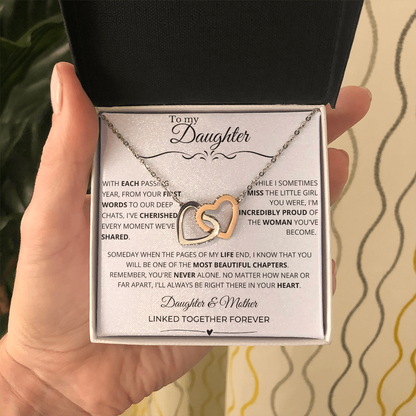 To my
Daughter
WITH EACH PASSING
YEAR, FROM YOUR FIRST
WORDS TO OUR DEEP
CHATS, I'VE CHERISHED
EVERY MOMENT WE'VE
SHARED.
WHILE I SOMETIMES
MISS THE LITTLE GIRL
YOU WERE, I'M
INCREDIBLY PROUD OF
THE WOMAN YOU'VE
BECOME.
SOMEDAY WHEN THE PAGES OF MY LIFE END, I KNOW THAT YOU
WILL BE ONE OF THE MOST BEAUTIFUL CHAPTERS.
REMEMBER, YOU'RE NEVER ALONE. NO MATTER HOW NEAR OR
FAR APART, I'LL ALWAYS BE RIGHT THERE IN YOUR HEART.
Daughter & Mother
LINKED TOGETHER FOREVER